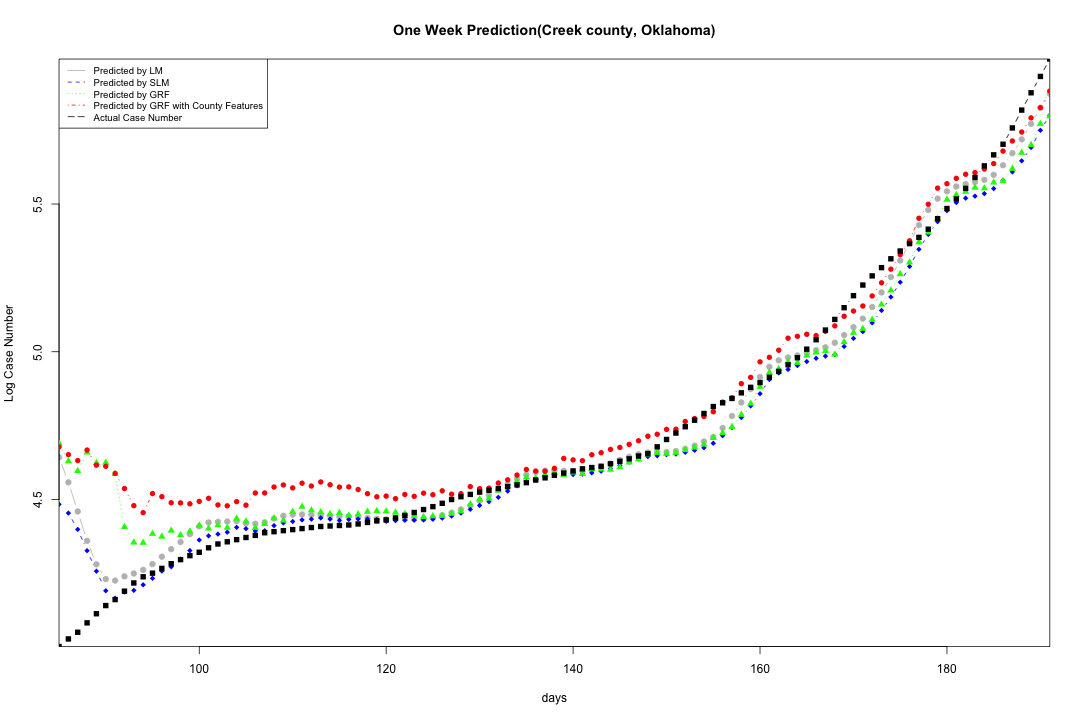 One Week Prediction(Creek county, Oklahoma)
Predicted by LM
Predicted by SLM
Predicted by GRF
Predicted by GRF with County Features
Actual Case Number
5.5
5.0
4.5
Log Case Number
100 120 140 160 180
days